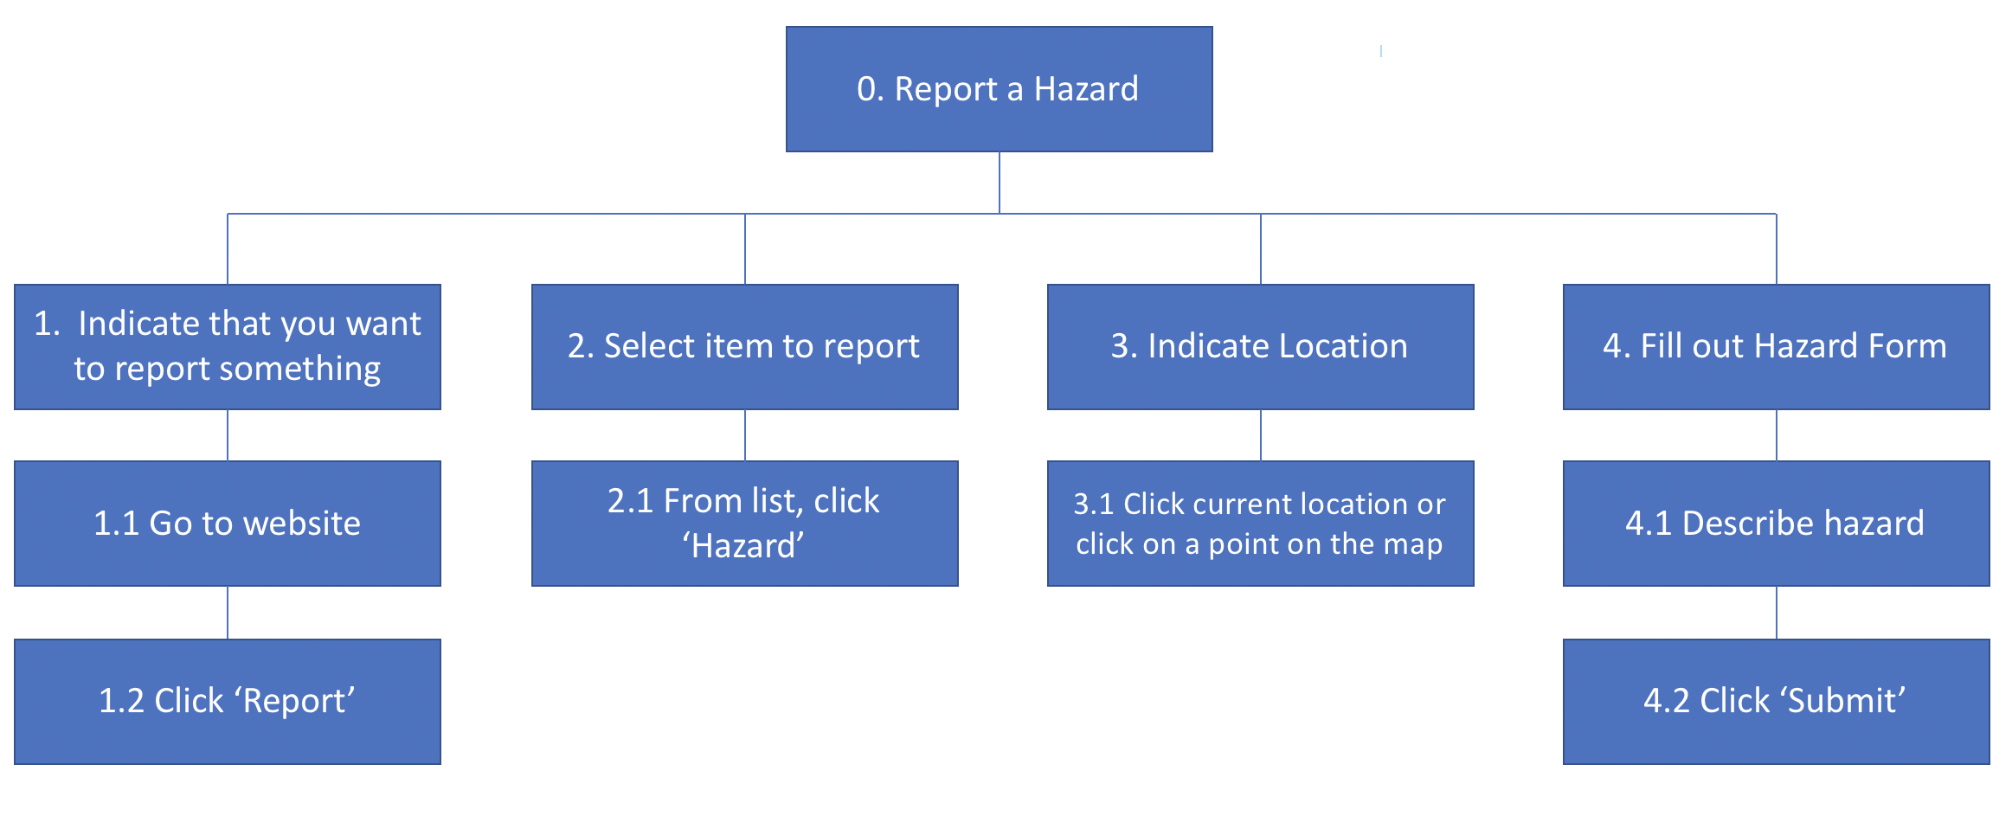 0. Report a Hazard
1.  Indicate that you want
to report something
2. Select item to report
3. Indicate Location
4. Fill out Hazard Form
1.1 Go to website
2.1 From list, click
‘Hazard’
3.1 Click current location or
click on a point on the map
4.1 Describe hazard
1.2 Click ‘Report’
4.2 Click ‘Submit’